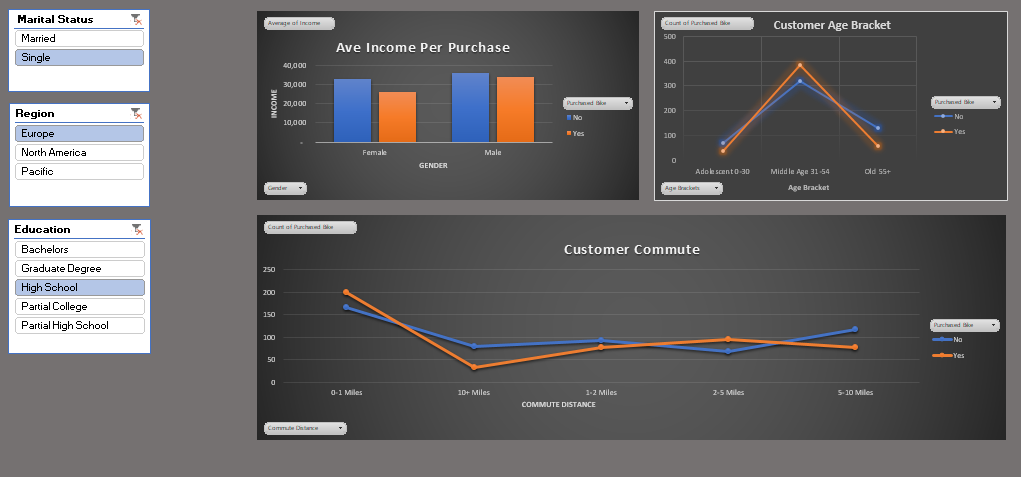 Marital Status
Married
Single
Region
Europe
North America
Pacific
Education
Bachelors
Graduate Degree
High School
Partial College
Partial High School
Average of Income
Ave Income Per Purchase
40,000
30,000
20,000
10,000
-
INCOME
Female
Male
GENDER
Purchased Bike
No
Yes
Gender
Count of Purchased Bike
Customer Age Bracket
500
400
300
200
100
0
Adolescent 0-30
Middle Age 31-54
Old 55+
Age Bracket
Purchased Bike
No
Yes
Age Brackets
Count of Purchased Bike
Customer Commute
250
200
150
100
50
0
0-1 Miles
10+ Miles
1-2 Miles
2-5 Miles
5-10 Miles
COMMUTE DISTANCE
Purchased Bike
No
Yes
Commute Distance